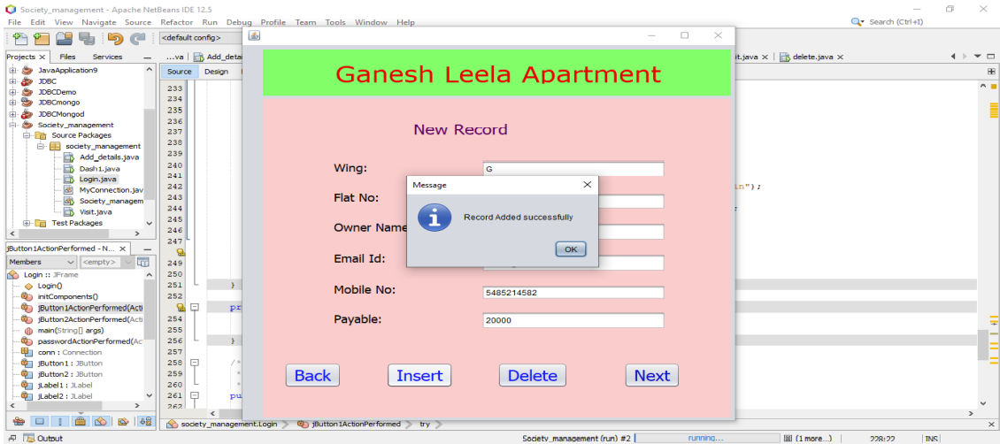 Society_management - Apache NetBeans IDE 12.5
File Edit View Navigate Source Refactor Run Debug Profile Team Tools Window Help
Search (Ctrl+I)
<default config>
Projects Files Services
...va Add_deta
it.java delete.java
Source Design
JavaApplication9
JDBC
JDBCDemo
JDBCmongo
JDBCMongod
Society_management
Source Packages
society_management
Add_details.java
Dash1.java
Login.java
MyConnection.jav
Society_managem
Visit.java
Test Packages
jButton1ActionPerformed - N...
Members <empty>
Login :: JFrame
Login()
initComponents()
jButton1ActionPerformed(Acti
jButton2ActionPerformed(Acti
main(String[] args)
passwordActionPerformed(Ac
conn : Connection
jButton1 : JButton
jButton2 : JButton
jLabel1 : JLabel
jLabel2 : JLabel
233
234
235
236
237
238
239
240
241
242 in");
243
244 ;
245
246
247
249
250
251 }
252
pr
254
255
256 }
257
258 /*
259 *
260 *
261 pu
262
Ganesh Leela Apartment
New Record
Wing: G
Flat No:
Owner Name
Email Id:
Mobile No: 5485214582
Payable: 20000
Message
Record Added successfully
OK
Back Insert Delete Next
society_management.Login jButton1ActionPerformed try
Output
Society_management (run) #2 running... (1 more...) 228:22 INS